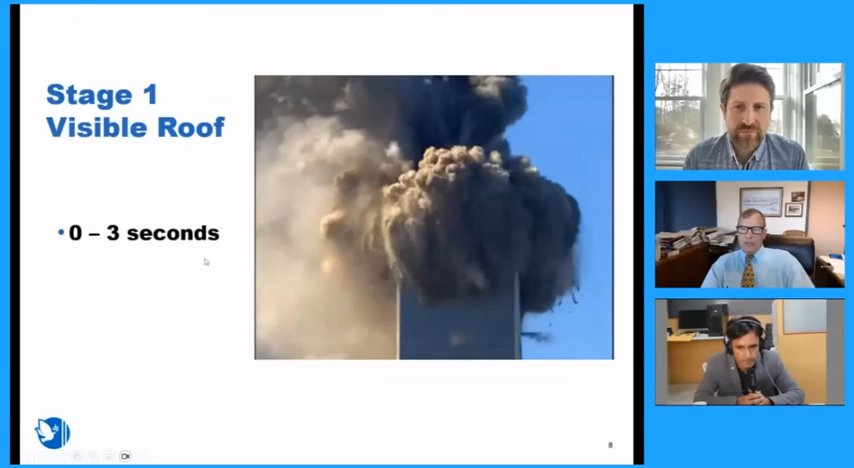 Stage 1
Visible Roof
• 0 – 3 seconds
8